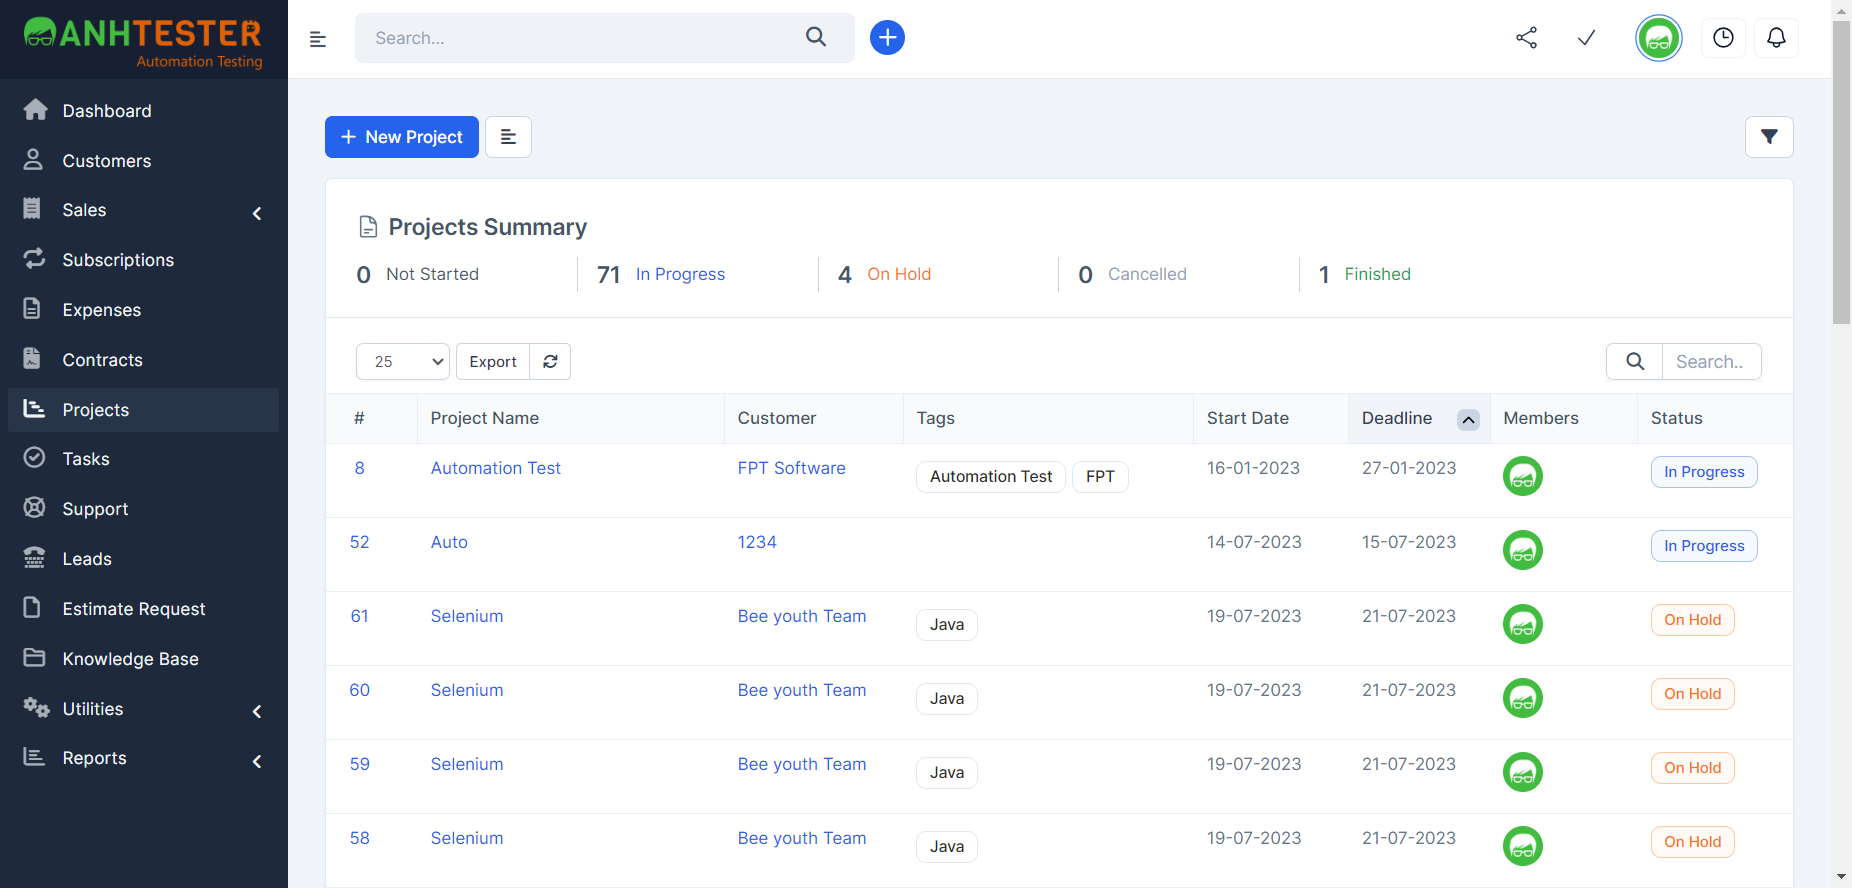 ANHTESTER
Automation Testing
Search...
Dashboard
Customers
Sales
Subscriptions
Expenses
Contracts
Projects
Tasks
Support
Leads
Estimate Request
Knowledge Base
Utilities
Reports
New Project
Projects Summary
0 Not Started 71 In Progress 4 On Hold 0 Cancelled 1 Finished
25 Export Search..
# Project Name Customer Tags Start Date Deadline Members Status
8 Automation Test FPT Software Automation Test FPT 16-01-2023 27-01-2023 In Progress
52 Auto 1234 14-07-2023 15-07-2023 In Progress
61 Selenium Bee youth Team Java 19-07-2023 21-07-2023 On Hold
60 Selenium Bee youth Team Java 19-07-2023 21-07-2023 On Hold
59 Selenium Bee youth Team Java 19-07-2023 21-07-2023 On Hold
58 Selenium Bee youth Team Java 19-07-2023 21-07-2023 On Hold